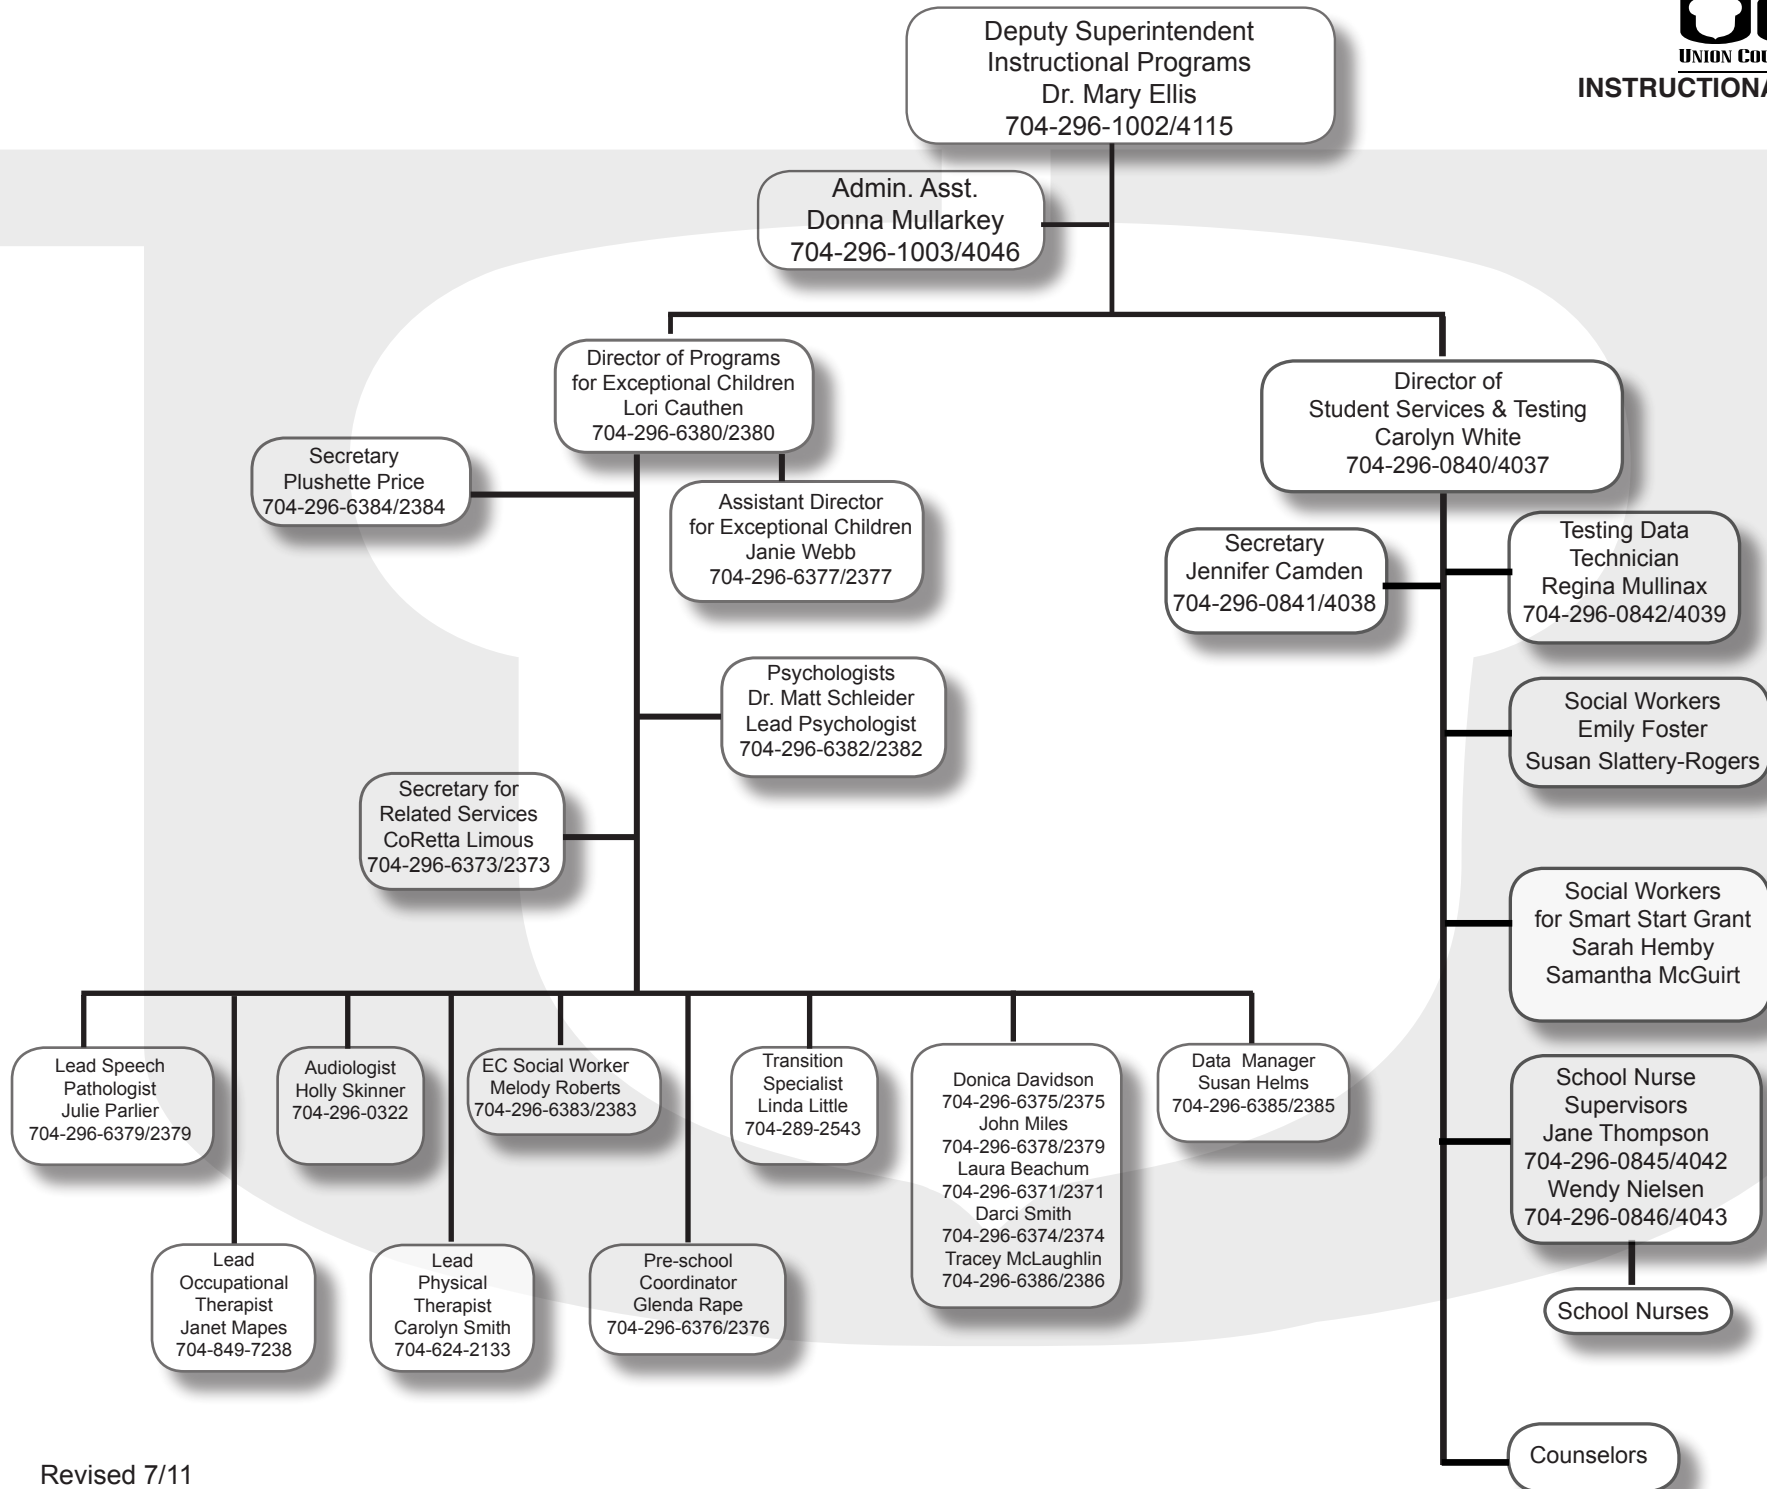 Deputy Superintendent
Instructional Programs
Dr. Mary Ellis
704-296-1002/4115
UNION
INSTRUCTIONA
Admin. Asst.
Donna Mullarkey
704-296-1003/4046
Director of Programs
for Exceptional Children
Lori Cauthen
704-296-6380/2380
Director of
Student Services & Testing
Carolyn White
704-296-0840/4037
Secretary
Plushette Price
704-296-6384/2384
Assistant Director
for Exceptional Children
Janie Webb
704-296-6377/2377
Secretary
Jennifer Camden
704-296-0841/4038
Testing Data
Technician
Regina Mullinax
704-296-0842/4039
Psychologists
Dr. Matt Schleider
Lead Psychologist
704-296-6382/2382
Social Workers
Emily Foster
Susan Slattery-Rogers
Secretary for
Related Services
CoRetta Limous
704-296-6373/2373
Social Workers
for Smart Start Grant
Sarah Hemby
Samantha McGuirt
Lead Speech
Pathologist
Julie Parlier
704-296-6379/2379
Audiologist
Holly Skinner
704-296-0322
EC Social Worker
Melody Roberts
704-296-6383/2383
Transition
Specialist
Linda Little
704-289-2543
Donica Davidson
704-296-6375/2375
John Miles
704-296-6378/2379
Laura Beachum
704-296-6371/2371
Darci Smith
704-296-6374/2374
Tracey McLaughlin
704-296-6386/2386
Data Manager
Susan Helms
704-296-6385/2385
School Nurse
Supervisors
Jane Thompson
704-296-0845/4042
Wendy Nielsen
704-296-0846/4043
Lead
Occupational
Therapist
Janet Mapes
704-849-7238
Lead
Physical
Therapist
Carolyn Smith
704-624-2133
Pre-school
Coordinator
Glenda Rape
704-296-6376/2376
School Nurses
Counselors
Revised 7/11